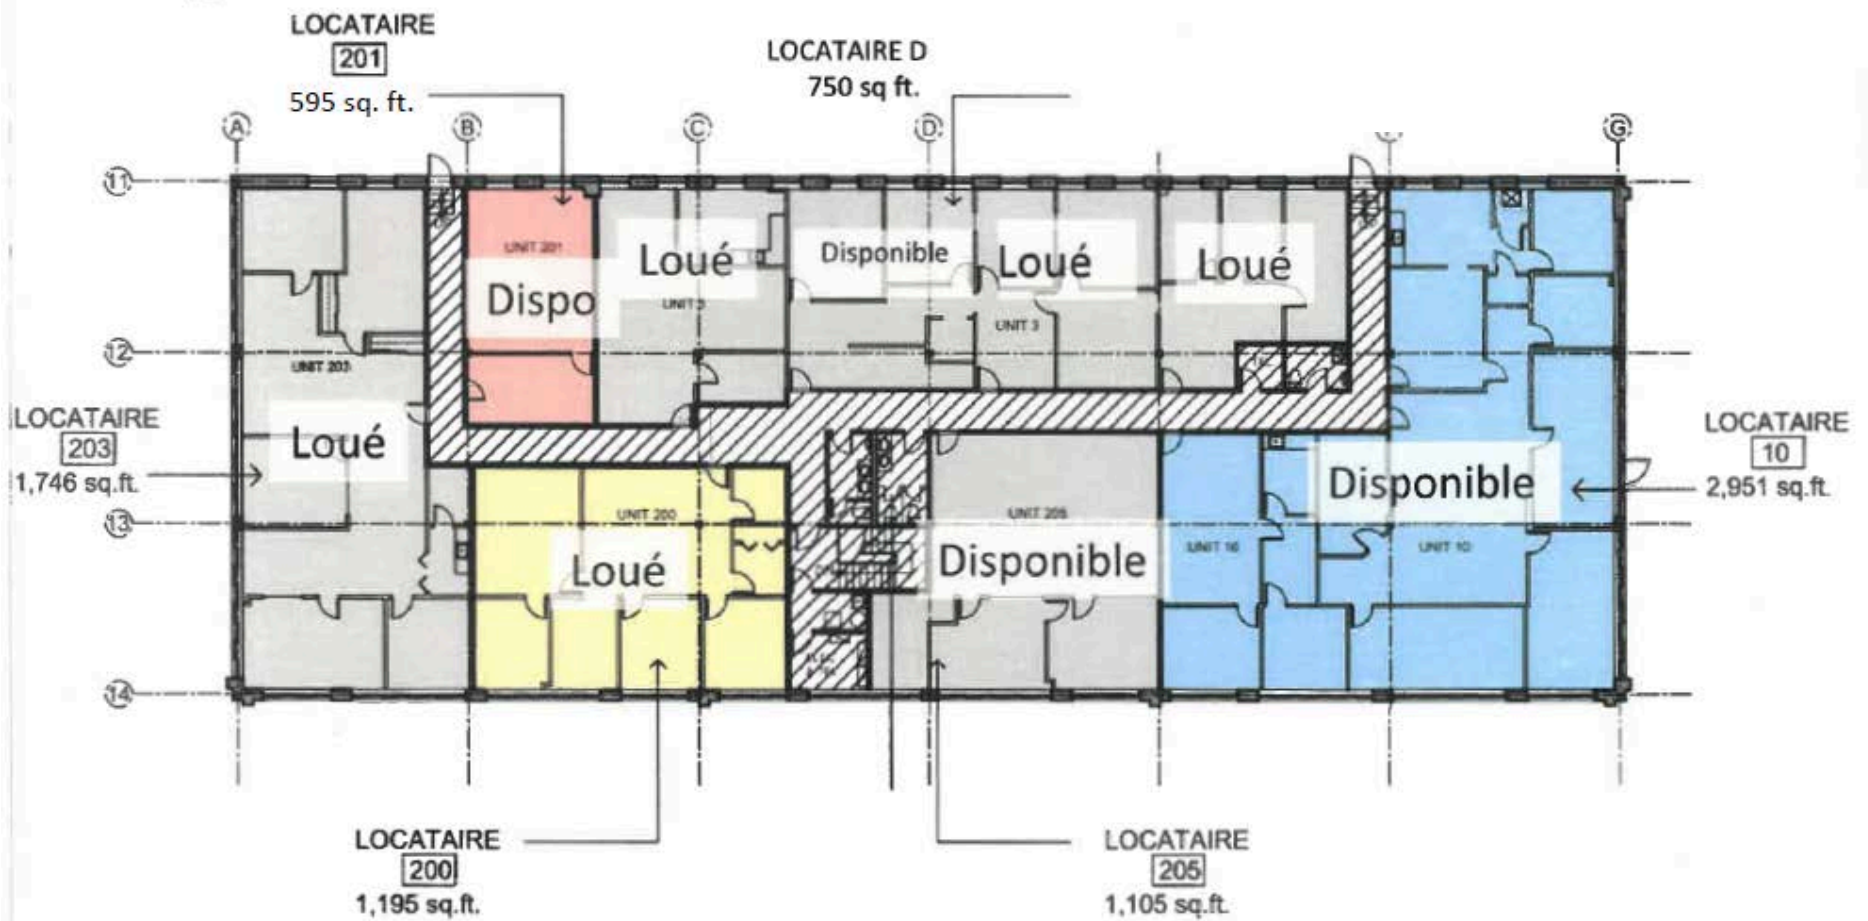 LOCATAIRE
201
595 sq. ft.
LOCATAIRE D
750 sq ft.
A
B
C
D
G
11
UNIT 201
Dispo
Loué
Disponible
Loué
Loué
UNIT 3
12
UNIT 203
LOCATAIRE
203
1,746 sq.ft.
Loué
LOCATAIRE
10
2,951 sq.ft.
Disponible
13
UNIT 200
Loué
UNIT 205
Disponible
UNIT 16
UNIT 10
14
LOCATAIRE
200
1,195 sq.ft.
LOCATAIRE
205
1,105 sq.ft.